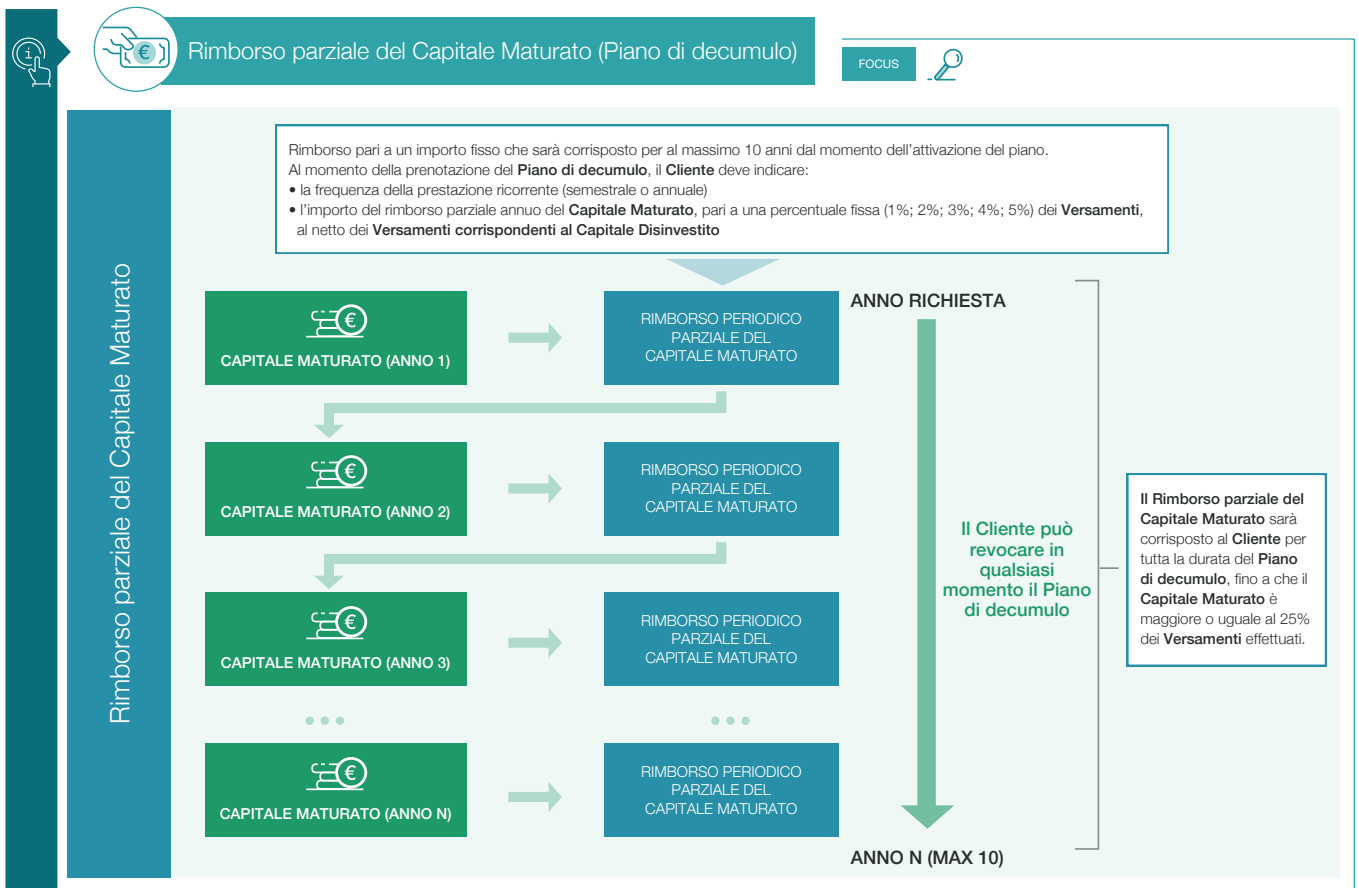 Rimborso parziale del Capitale Maturato (Piano di decumulo)
FOCUS
Rimborso parziale del Capitale Maturato
Rimborso pari a un importo fisso che sarà corrisposto per al massimo 10 anni dal momento dell'attivazione del piano.
Al momento della prenotazione del Piano di decumulo, il Cliente deve indicare:
• la frequenza della prestazione ricorrente (semestrale o annuale)
• l'importo del rimborso parziale annuo del Capitale Maturato, pari a una percentuale fissa (1%; 2%; 3%; 4%; 5%) dei Versamenti,
al netto dei Versamenti corrispondenti al Capitale Disinvestito
€
CAPITALE MATURATO (ANNO 1)
RIMBORSO PERIODICO
PARZIALE DEL
CAPITALE MATURATO
ANNO RICHIESTA
€
CAPITALE MATURATO (ANNO 2)
RIMBORSO PERIODICO
PARZIALE DEL
CAPITALE MATURATO
€
CAPITALE MATURATO (ANNO 3)
RIMBORSO PERIODICO
PARZIALE DEL
CAPITALE MATURATO
• • •
• • •
€
CAPITALE MATURATO (ANNO N)
RIMBORSO PERIODICO
PARZIALE DEL
CAPITALE MATURATO
Il Cliente può
revocare in
qualsiasi
momento il Piano
di decumulo
ANNO N (MAX 10)
Il Rimborso parziale del
Capitale Maturato sarà
corrisposto al Cliente per
tutta la durata del Piano
di decumulo, fino a che il
Capitale Maturato è
maggiore o uguale al 25%
dei Versamenti effettuati.